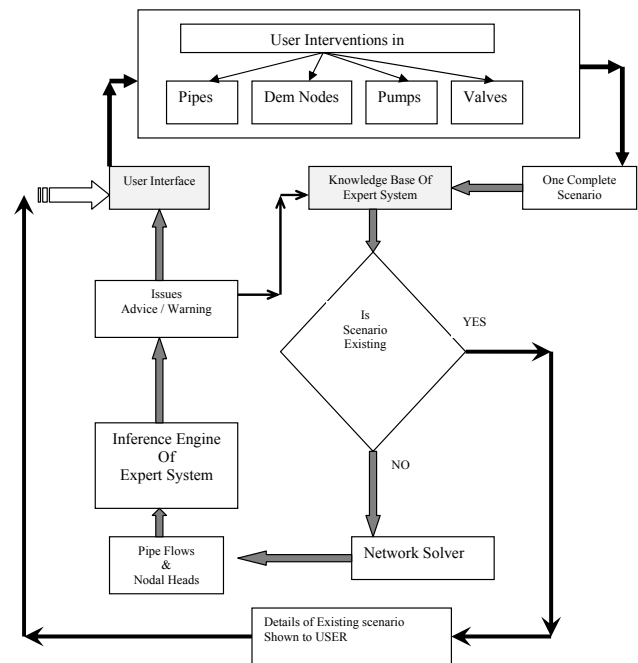 User Interventions in
Pipes
Dem Nodes
Pumps
Valves
User Interface
Knowledge Base Of
Expert System
One Complete
Scenario
Issues
Advice / Warning
Is
Scenario
Existing
YES
Inference Engine
Of
Expert System
NO
Pipe Flows
&
Nodal Heads
Network Solver
Details of Existing scenario
Shown to USER